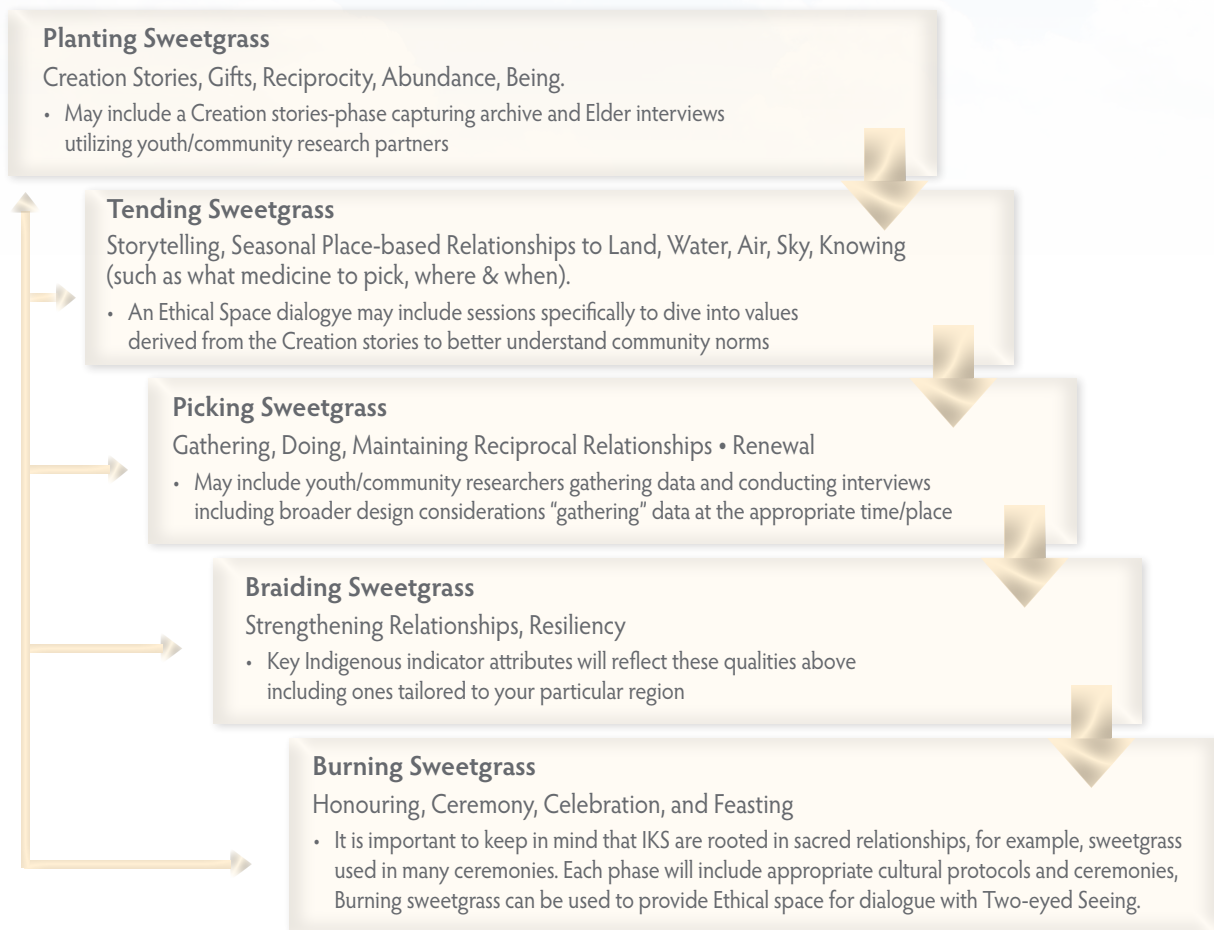 Planting Sweetgrass
Creation Stories, Gifts, Reciprocity, Abundance, Being.
• May include a Creation stories-phase capturing archive and Elder interviews
utilizing youth/community research partners
Tending Sweetgrass
Storytelling, Seasonal Place-based Relationships to Land, Water, Air, Sky, Knowing
(such as what medicine to pick, where & when).
• An Ethical Space dialogye may include sessions specifically to dive into values
derived from the Creation stories to better understand community norms
Picking Sweetgrass
Gathering, Doing, Maintaining Reciprocal Relationships • Renewal
• May include youth/community researchers gathering data and conducting interviews
including broader design considerations “gathering” data at the appropriate time/place
Braiding Sweetgrass
Strengthening Relationships, Resiliency
• Key Indigenous indicator attributes will reflect these qualities above
including ones tailored to your particular region
Burning Sweetgrass
Honouring, Ceremony, Celebration, and Feasting
• It is important to keep in mind that IKS are rooted in sacred relationships, for example, sweetgrass
used in many ceremonies. Each phase will include appropriate cultural protocols and ceremonies,
Burning sweetgrass can be used to provide Ethical space for dialogue with Two-eyed Seeing.